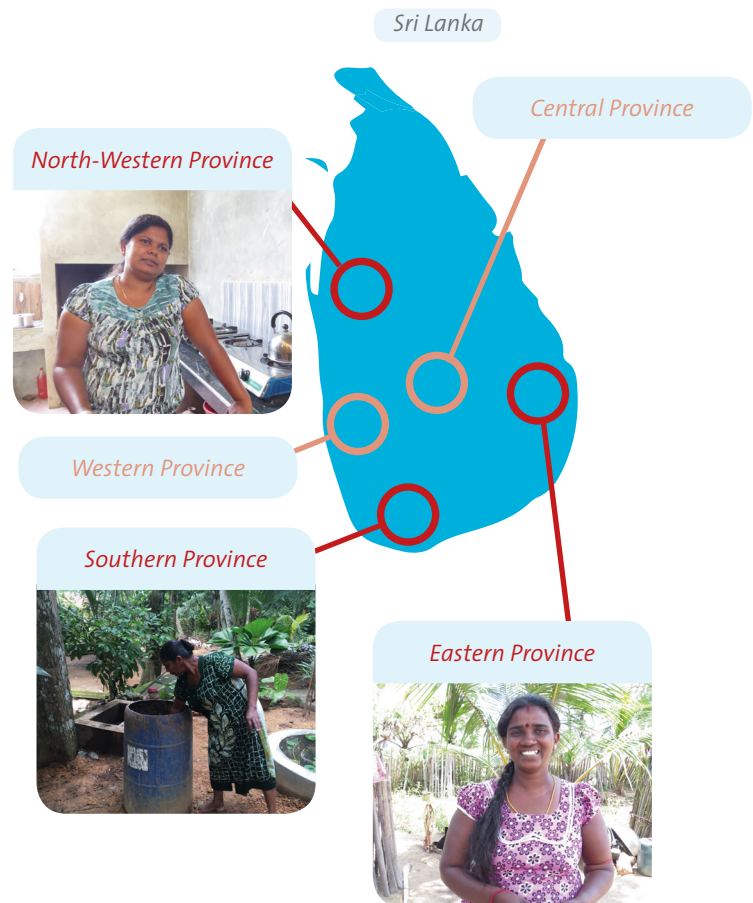 Sri Lanka
Central Province
North-Western Province
Western Province
Southern Province
Eastern Province